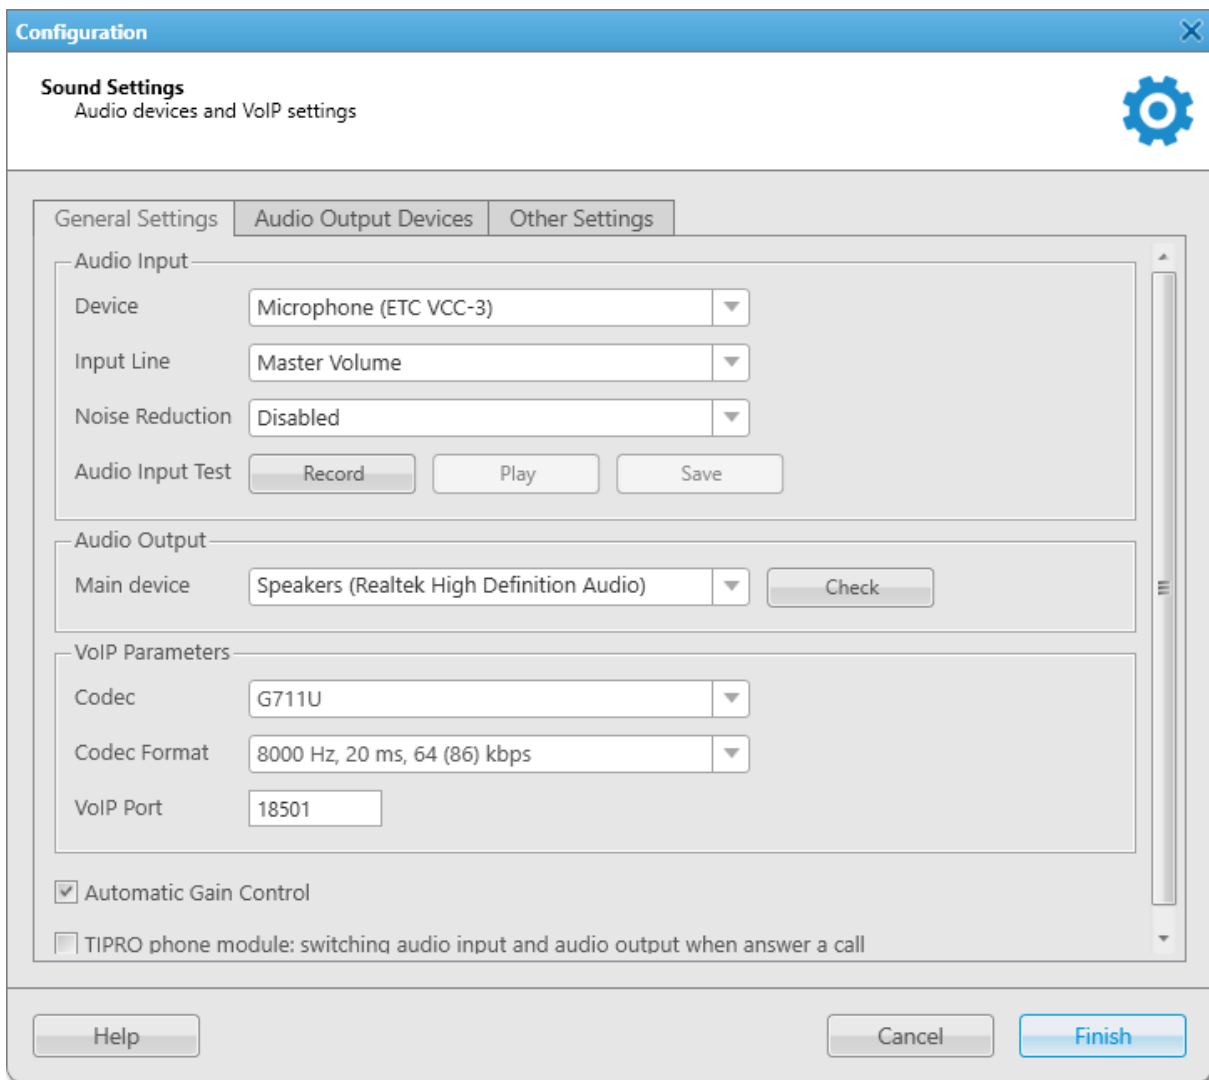 Configuration
Sound Settings
Audio devices and VoIP settings
General Settings Audio Output Devices Other Settings
Audio Input
Device Microphone (ETC VCC-3)
Input Line Master Volume
Noise Reduction Disabled
Audio Input Test Record Play Save
Audio Output
Main device Speakers (Realtek High Definition Audio) Check
VoIP Parameters
Codec G711U
Codec Format 8000 Hz, 20 ms, 64 (86) kbps
VoIP Port 18501
Automatic Gain Control
TIPRO phone module: switching audio input and audio output when answer a call
Help Cancel Finish